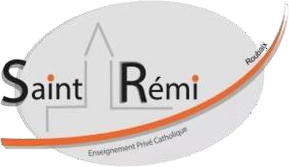 Saint Rémi
Roubaix
Enseignement Privé Catholique